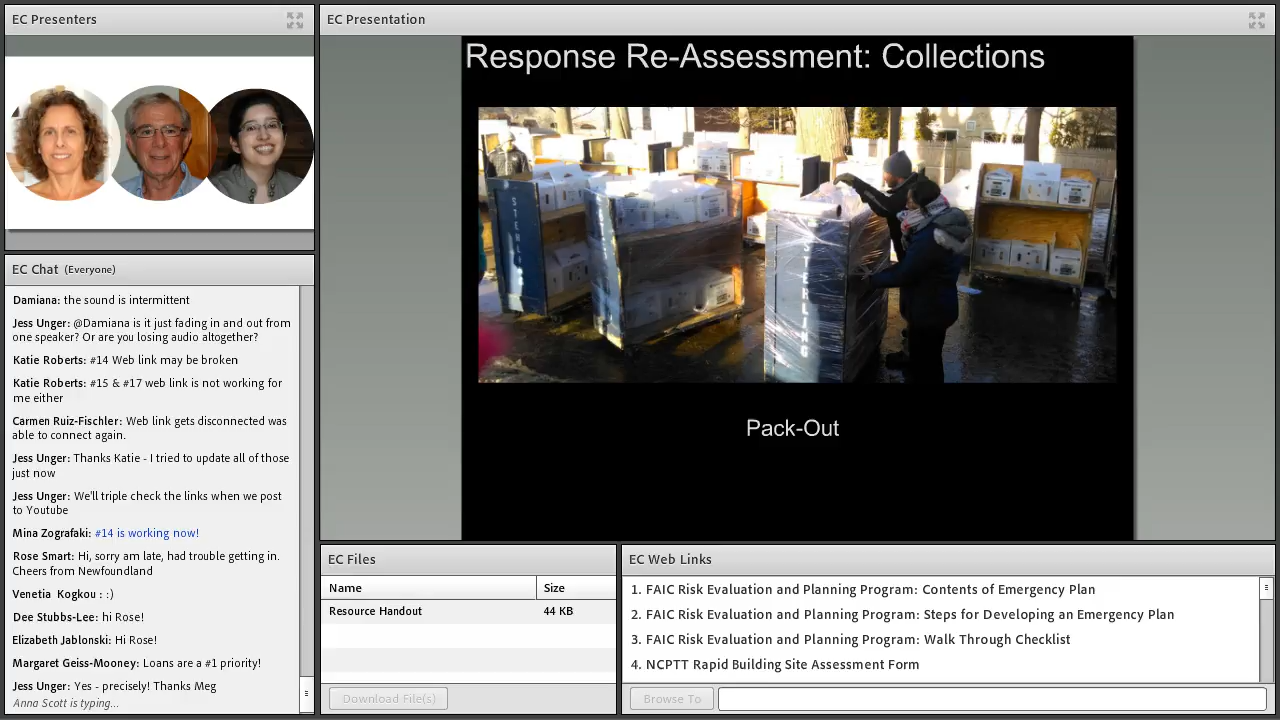 EC Presenters
EC Presentation
Response Re-Assessment: Collections
STERLING
STERLING
Pack-Out
EC Chat (Everyone)
Damiana: the sound is intermittent
Jess Unger: @Damiana is it just fading in and out from
one speaker? Or are you losing audio altogether?
Katie Roberts: #14 Web link may be broken
Katie Roberts: #15 & #17 web link is not working for
me either
Carmen Ruiz-Fischler: Web link gets disconnected was
able to connect again.
Jess Unger: Thanks Katie - I tried to update all of those
just now
Jess Unger: We'll triple check the links when we post
to Youtube
Mina Zografaki: #14 is working now!
Rose Smart: Hi, sorry am late, had trouble getting in.
Cheers from Newfoundland
Venetia Kogkou : :)
Dee Stubbs-Lee: hi Rose!
Elizabeth Jablonski: Hi Rose!
Margaret Geiss-Mooney: Loans are a #1 priority!
Jess Unger: Yes - precisely! Thanks Meg
Anna Scott is typing...
EC Files
Name Size
Resource Handout 44 KB
Download File(s)
EC Web Links
1. FAIC Risk Evaluation and Planning Program: Contents of Emergency Plan
2. FAIC Risk Evaluation and Planning Program: Steps for Developing an Emergency Plan
3. FAIC Risk Evaluation and Planning Program: Walk Through Checklist
4. NCPTT Rapid Building Site Assessment Form
Browse To